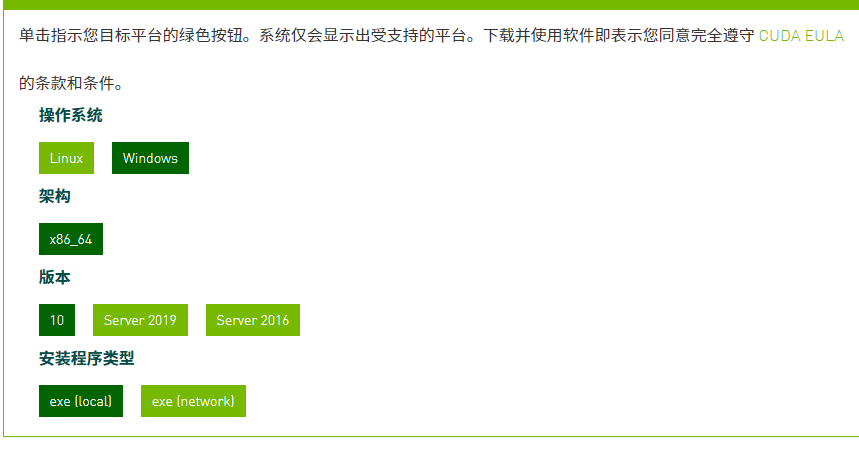 单击指示您目标平台的绿色按钮。系统仅会显示出受支持的平台。下载并使用软件即表示您同意完全遵守 CUDA EULA
的条款和条件。
操作系统
Linux Windows
架构
x86_64
版本
10 Server 2019 Server 2016
安装程序类型
exe (local) exe (network)